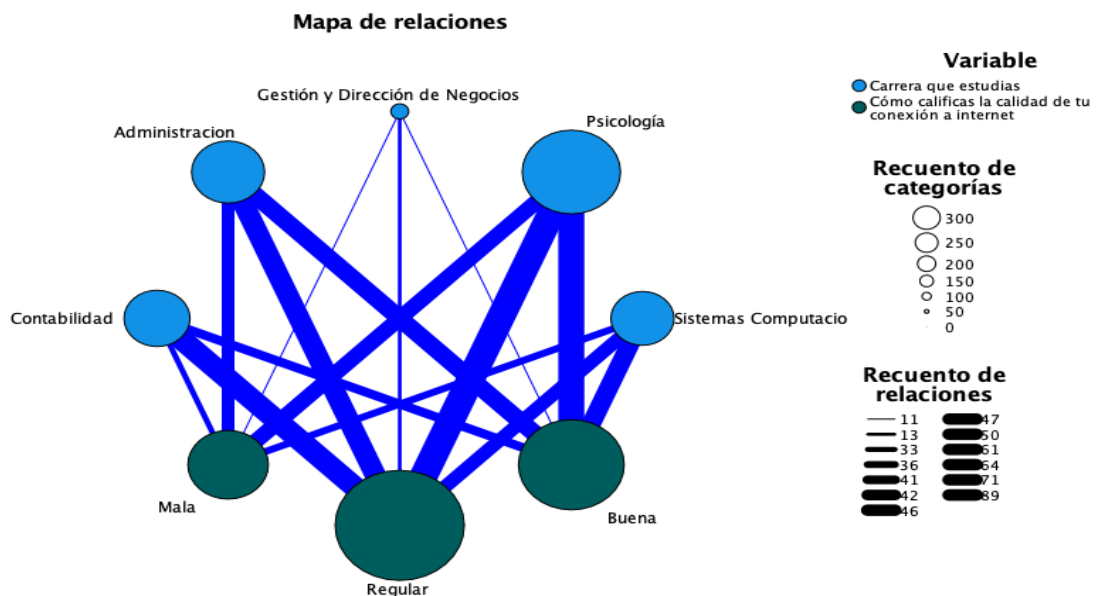 Mapa de relaciones
Gestión y Dirección de Negocios
Administracion
Psicología
Contabilidad
Sistemas Computacio
Mala
Buena
Regular
Variable
Carrera que estudias
Cómo calificas la calidad de tu
conexión a internet
Recuento de
categorías
300
250
200
150
100
50
0
Recuento de
relaciones
11
13
33
36
41
42
46
47
50
61
64
71
89